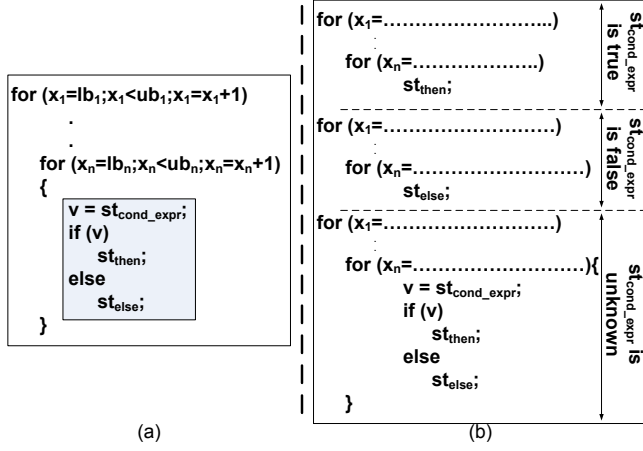 for (x1=lb1;x1<ub1;x1=x1+1)
.
.
for (xn=lbn;xn<ubn;xn=xn+1)
{
v = stcond_expr;
if (v)
stthen;
else
stelse;
}
(a)
for (x1=……………………..)
.
.
for (xn=………………..)
stthen;
stcond_expr
is true
for (x1=………………………)
.
.
for (xn=………………………)
stelse;
stcond_expr
is false
for (x1=………………………)
.
.
for (xn=………………………){
v = stcond_expr;
if (v)
stthen;
else
stelse;
}
stcond_expr is
unknown
(b)